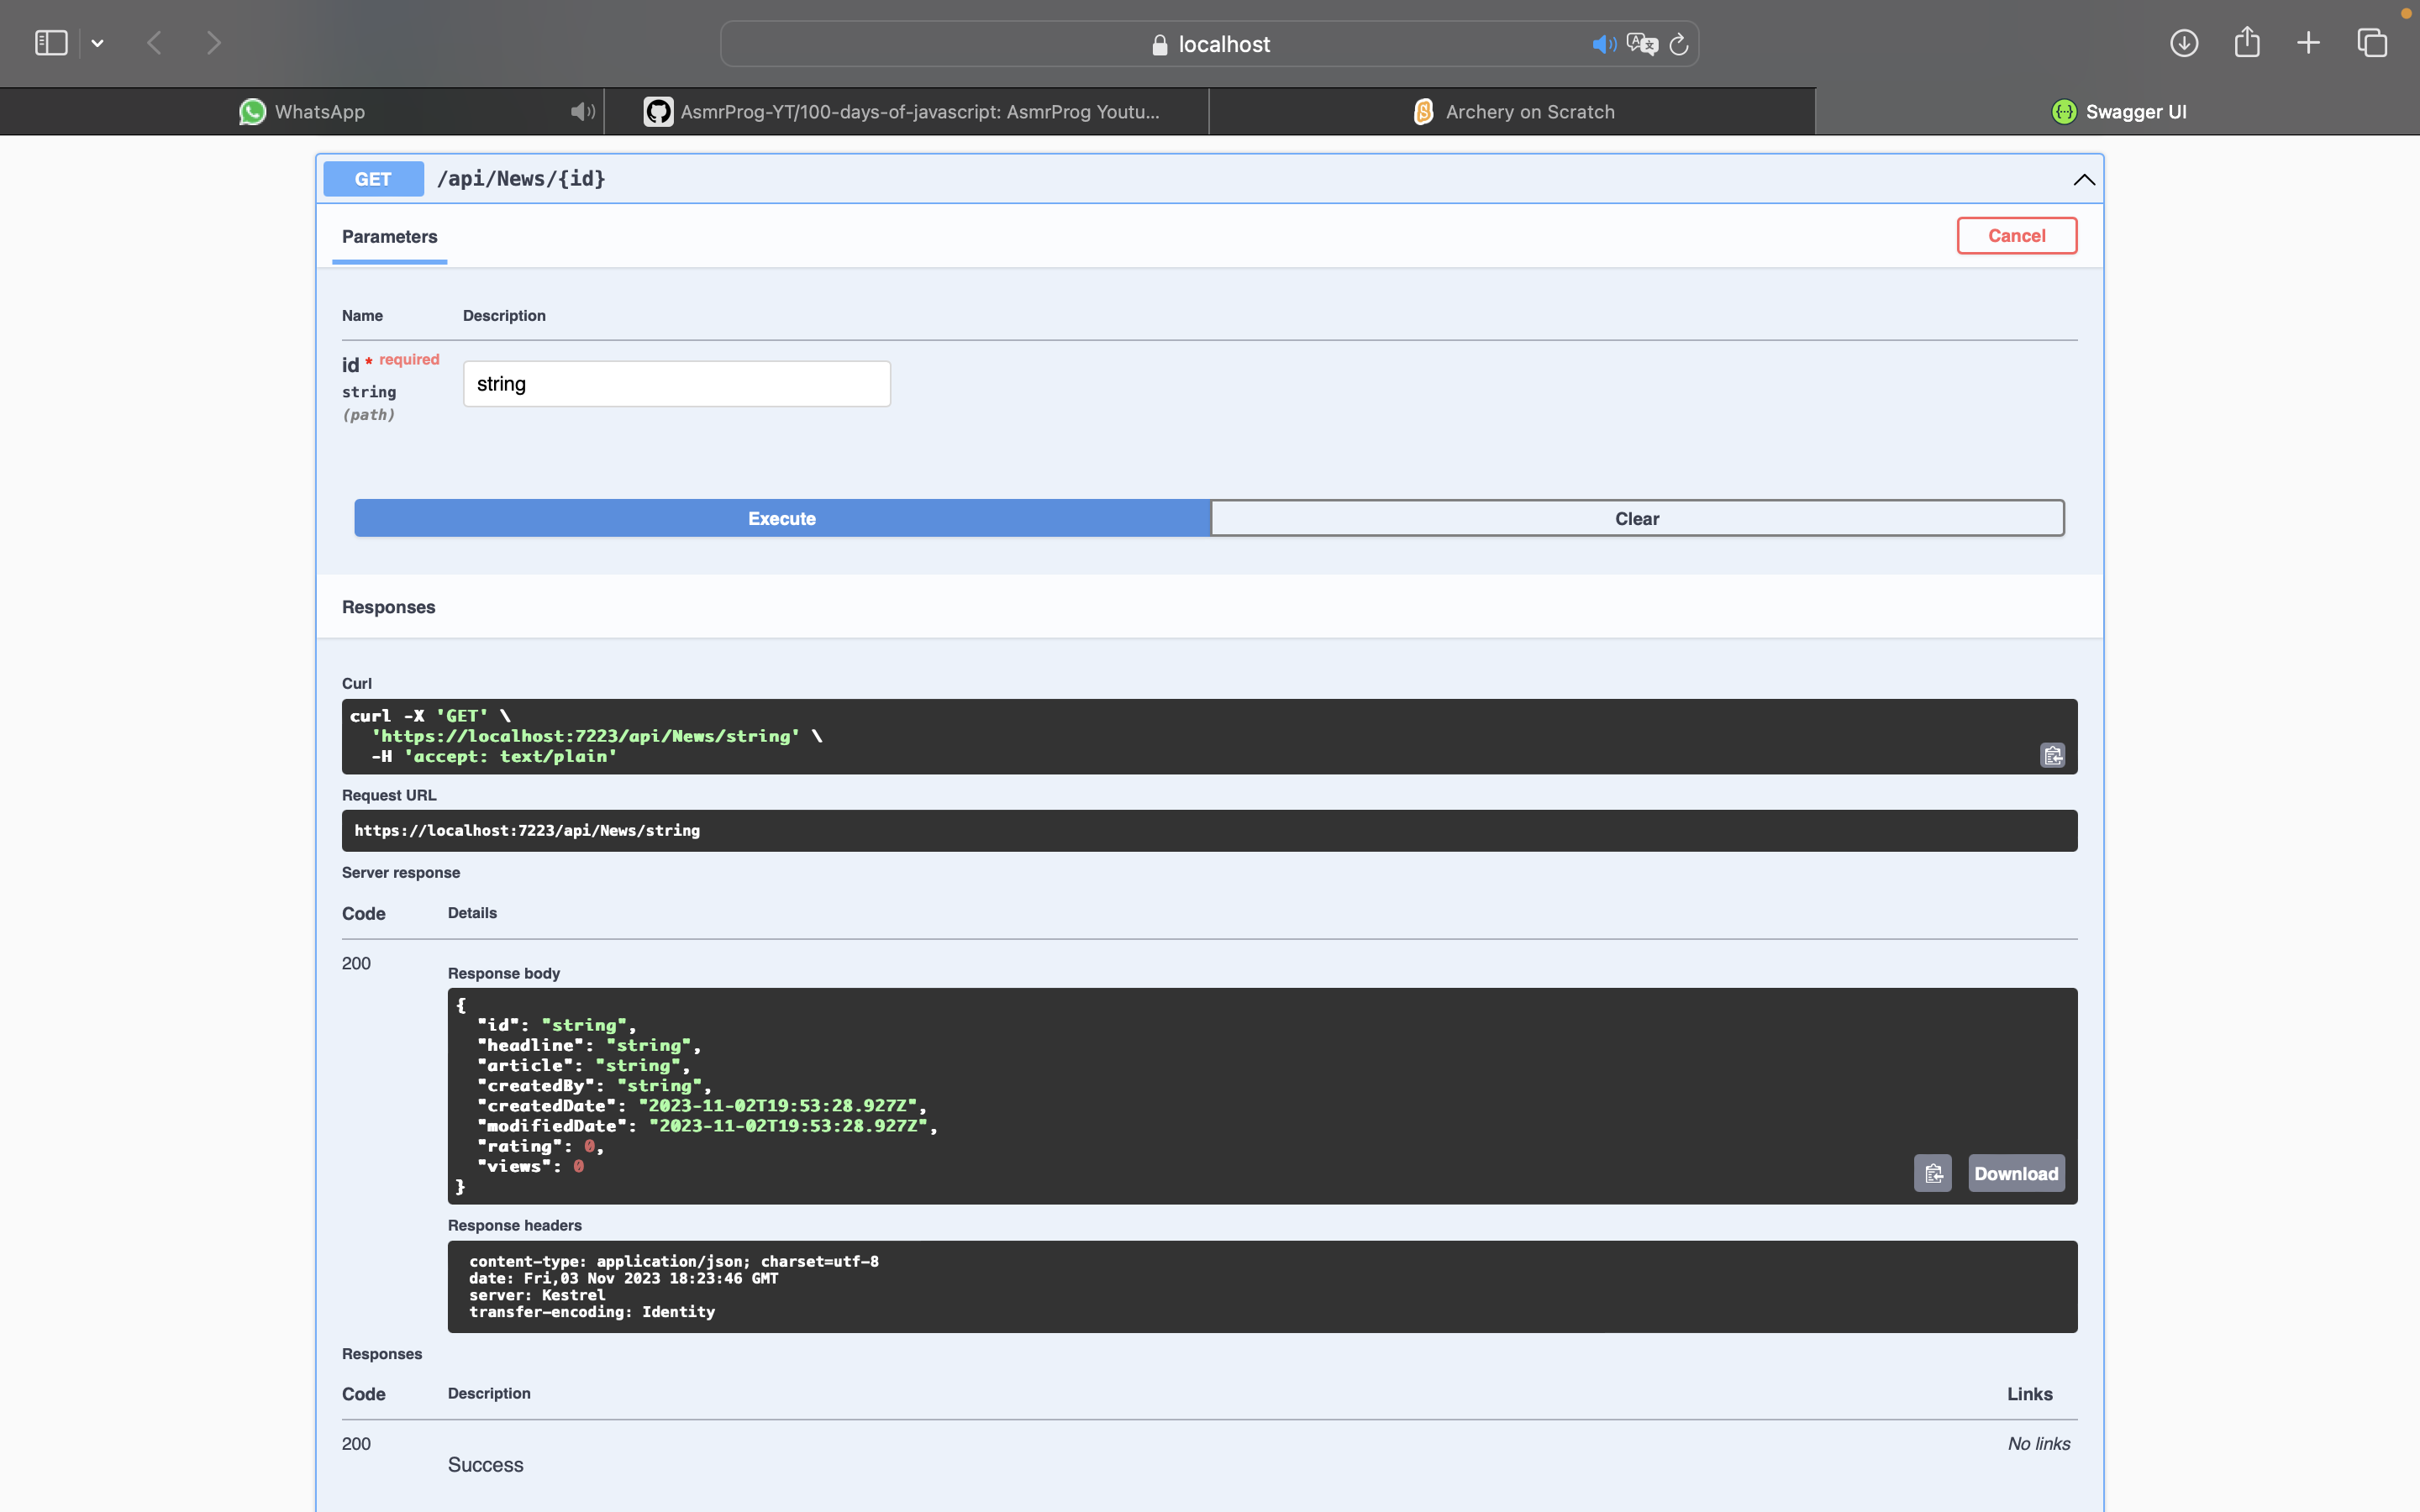 localhost
WhatsApp
AsmrProg-YT/100-days-of-javascript: AsmrProg Youtu...
Archery on Scratch
Swagger UI
GET /api/News/{id}
Parameters
Cancel
Name Description
id * required
string
(path)
string
Execute
Clear
Responses
Curl
curl -X 'GET' \
'https://localhost:7223/api/News/string' \
-H 'accept: text/plain'
Request URL
https://localhost:7223/api/News/string
Server response
Code Details
200
Response body
{
"id": "string",
"headline": "string",
"article": "string",
"createdBy": "string",
"createdDate": "2023-11-02T19:53:28.927Z",
"modifiedDate": "2023-11-02T19:53:28.927Z",
"rating": 0,
"views": 0
}
Download
Response headers
content-type: application/json; charset=utf-8
date: Fri,03 Nov 2023 18:23:46 GMT
server: Kestrel
transfer-encoding: Identity
Responses
Code Description Links
200 No links
Success